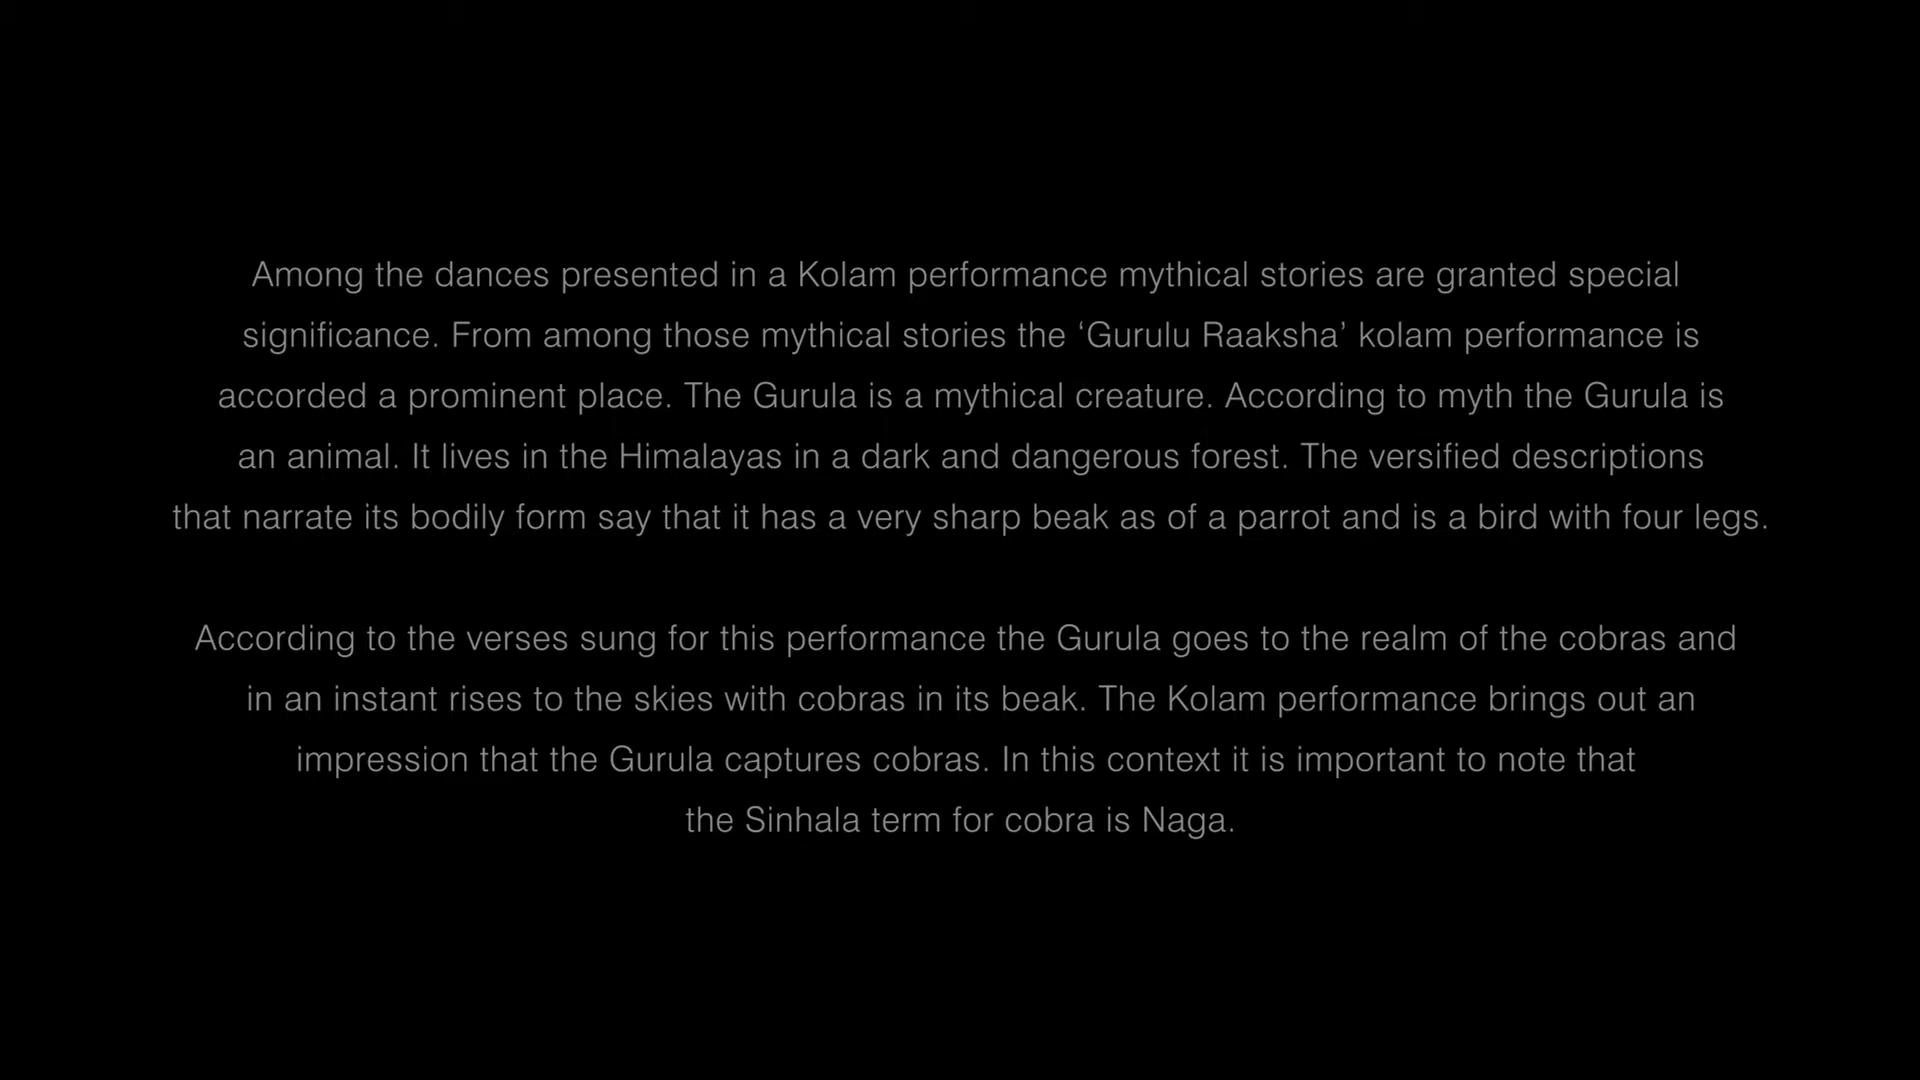 Among the dances presented in a Kolam performance mythical stories are granted special
significance. From among those mythical stories the ‘Gurulu Raaksha’ kolam performance is
accorded a prominent place. The Gurula is a mythical creature. According to myth the Gurula is
an animal. It lives in the Himalayas in a dark and dangerous forest. The versified descriptions
that narrate its bodily form say that it has a very sharp beak as of a parrot and is a bird with four legs.
According to the verses sung for this performance the Gurula goes to the realm of the cobras and
in an instant rises to the skies with cobras in its beak. The Kolam performance brings out an
impression that the Gurula captures cobras. In this context it is important to note that
the Sinhala term for cobra is Naga.